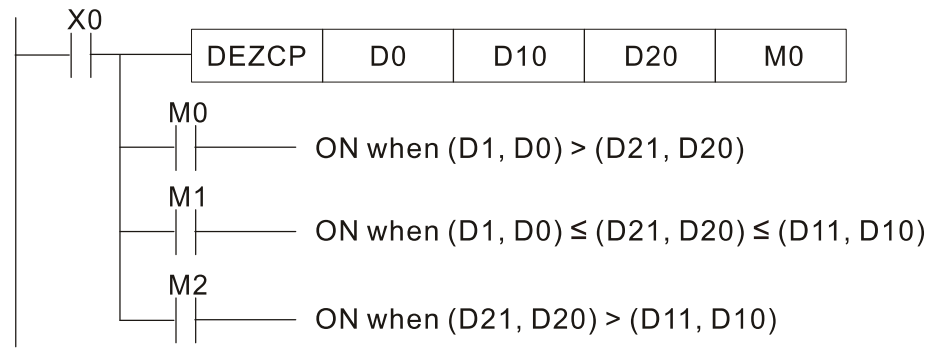 X0
DEZCP D0 D10 D20 M0
M0
ON when (D1, D0) > (D21, D20)
M1
ON when (D1, D0) ≤ (D21, D20) ≤ (D11, D10)
M2
ON when (D21, D20) > (D11, D10)